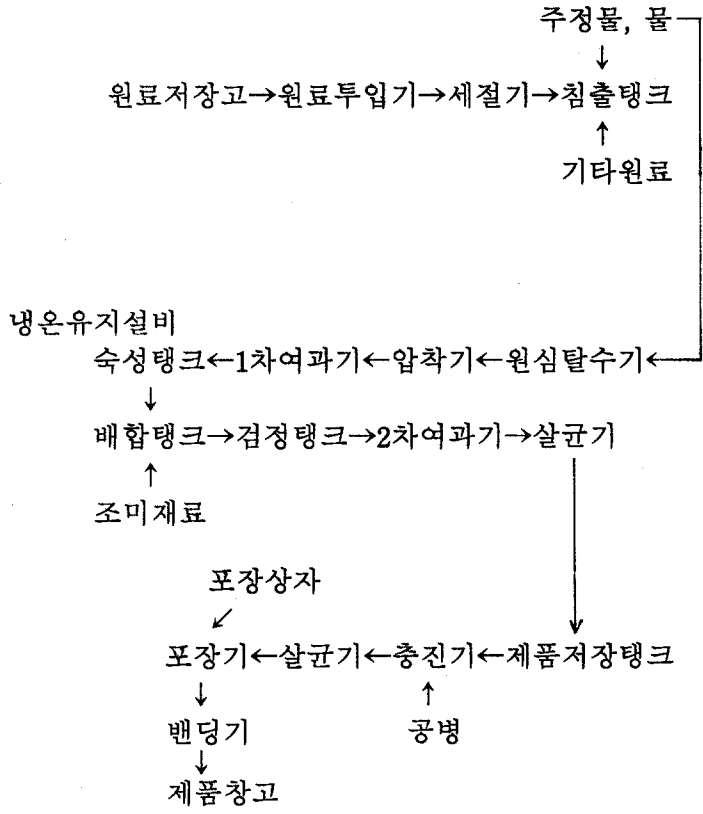 주정물, 물
↓
원료저장고→원료투입기→세절기→침출탱크
↑
기타원료
냉온유지설비
숙성탱크←1차여과기←압착기←원심탈수기←
↓
배합탱크→검정탱크→2차여과기→살균기
↑
조미재료
포장상자
↙
포장기←살균기←충진기←제품저장탱크
↓ ↑
밴딩기 공병
↓
제품창고